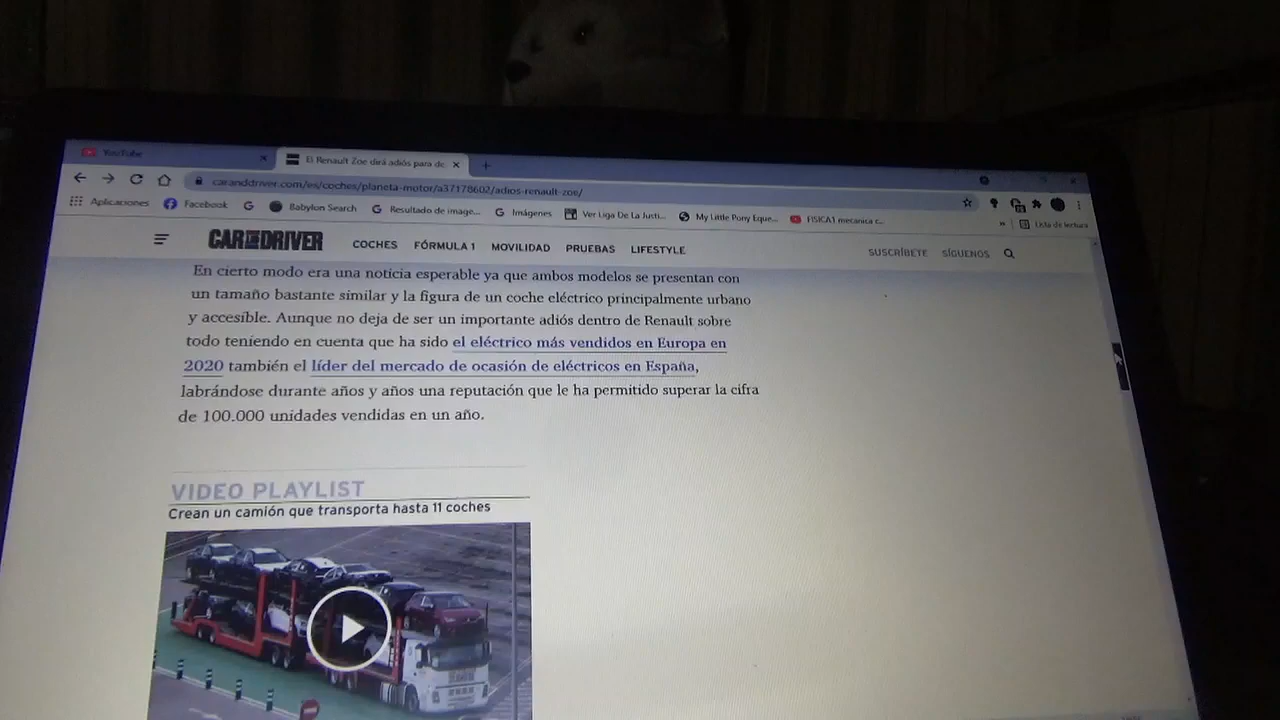 YouTube
El Renault Zoe dirá adiós para de
caranddriver.com/es/coches/planeta-motor/a37178602/adios-renault-zoe/
Aplicaciones Facebook Babylon Search Resultado de image... Imágenes Ver Liga De La Justi... My Little Pony Eque... FISICA1 mecanica c... » Lista de lectura
CAR AND DRIVER COCHES FÓRMULA 1 MOVILIDAD PRUEBAS LIFESTYLE SUSCRÍBETE SÍGUENOS
En cierto modo era una noticia esperable ya que ambos modelos se presentan con
un tamaño bastante similar y la figura de un coche eléctrico principalmente urbano
y accesible. Aunque no deja de ser un importante adiós dentro de Renault sobre
todo teniendo en cuenta que ha sido el eléctrico más vendidos en Europa en
2020 también el líder del mercado de ocasión de eléctricos en España,
labrándose durante años y años una reputación que le ha permitido superar la cifra
de 100.000 unidades vendidas en un año.
VIDEO PLAYLIST
Crean un camión que transporta hasta 11 coches